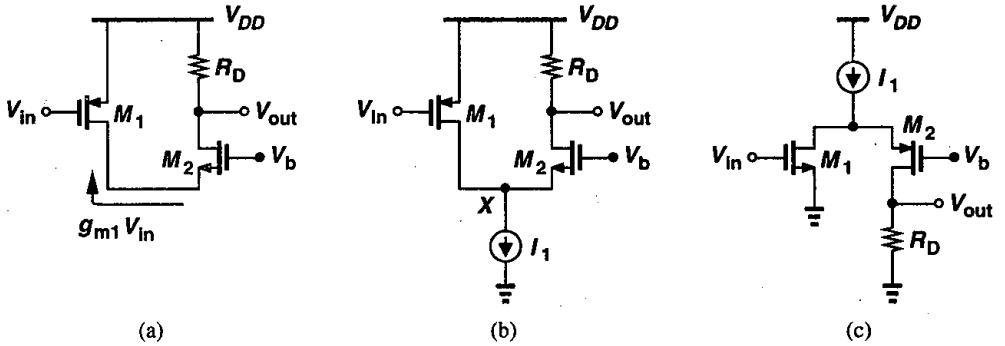 V_DD
R_D
V_in
M_1
V_out
M_2
V_b
g_m1 V_in
(a)
V_DD
R_D
V_in
M_1
V_out
M_2
V_b
X
I_1
(b)
V_DD
I_1
M_2
V_in
M_1
V_b
V_out
R_D
(c)